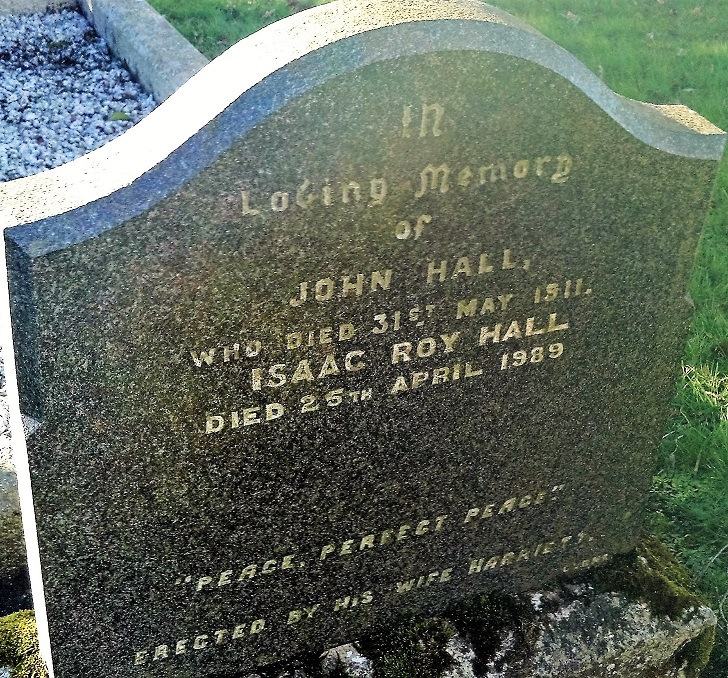 In
Loving Memory
of
JOHN HALL,
WHO DIED 31ST MAY 1911.
ISAAC ROY HALL
DIED 25TH APRIL 1989
"PEACE, PERFECT PEACE"
ERECTED BY HIS WIFE HARRIETT.